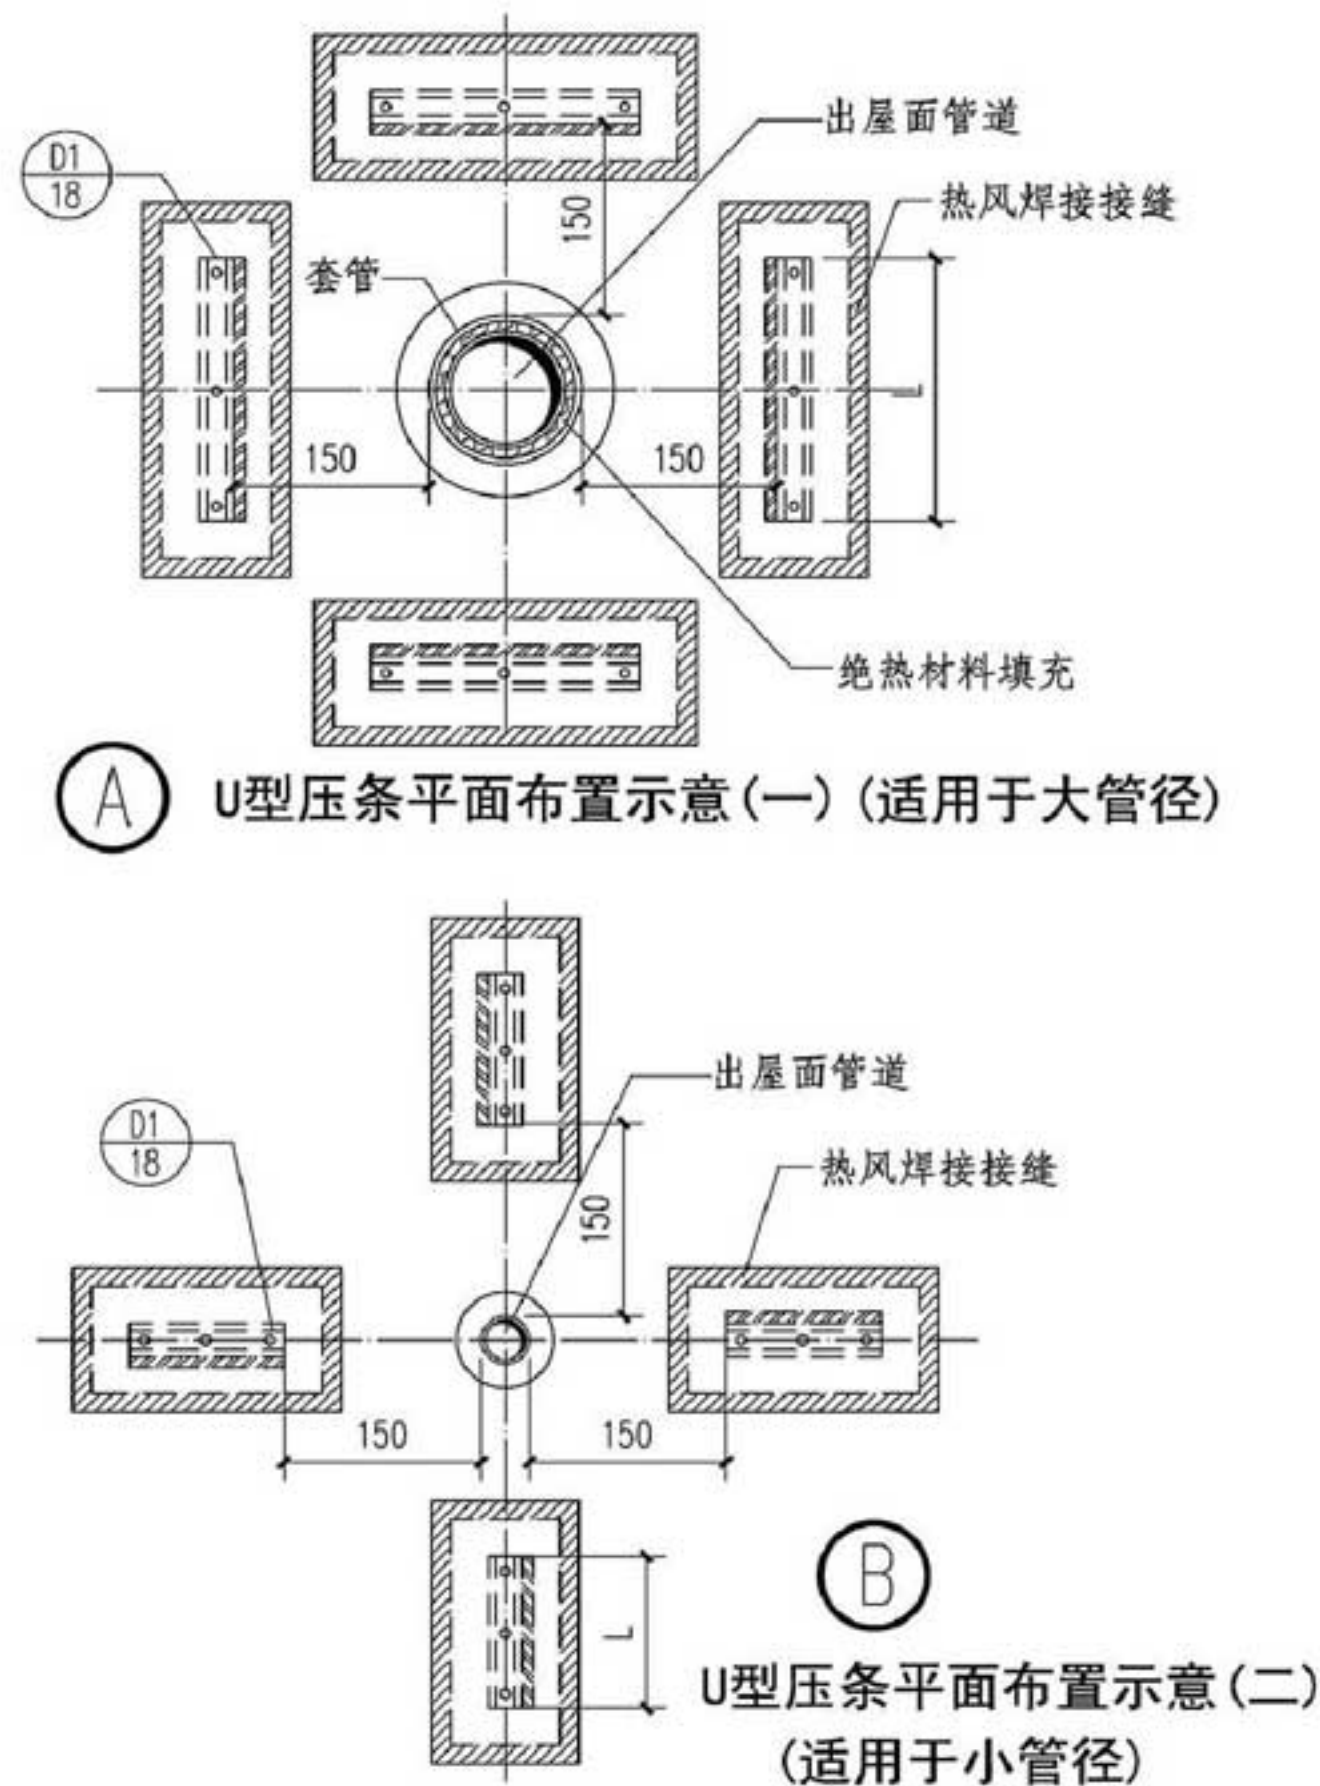 出屋面管道
D1
18
热风焊接接缝
150
套管
L
150
150
绝热材料填充
A
U型压条平面布置示意(一)(适用于大管径)
出屋面管道
D1
18
热风焊接接缝
150
150
150
B
L
U型压条平面布置示意(二)
(适用于小管径)